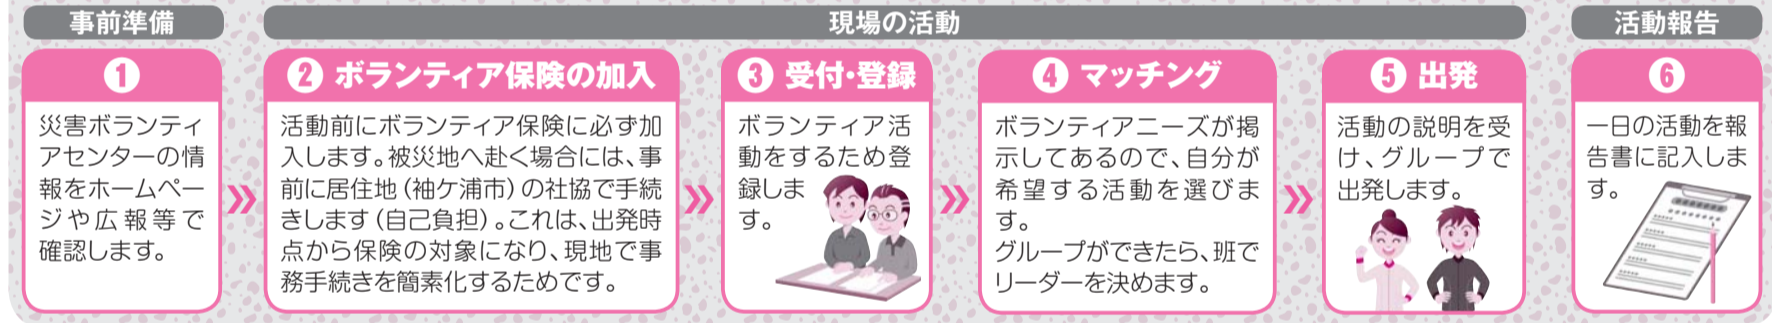 事前準備
現場の活動
活動報告
1
災害ボランティ
アセンターの情
報をホームペー
ジや広報等で
確認します。
2 ボランティア保険の加入
活動前にボランティア保険に必ず加
入します。被災地へ赴く場合には、事
前に居住地（袖ケ浦市）の社協で手続
きします（自己負担）。これは、出発時
点から保険の対象になり、現地で事
務手続きを簡素化するためです。
3 受付・登録
ボランティア活
動をするため登
録しま
す。
4 マッチング
ボランティアニーズが掲
示してあるので、自分が
希望する活動を選びま
す。
グループができたら、班で
リーダーを決めます。
5 出発
活動の説明を受
け、グループで
出発します。
6
一日の活動を報
告書に記入しま
す。